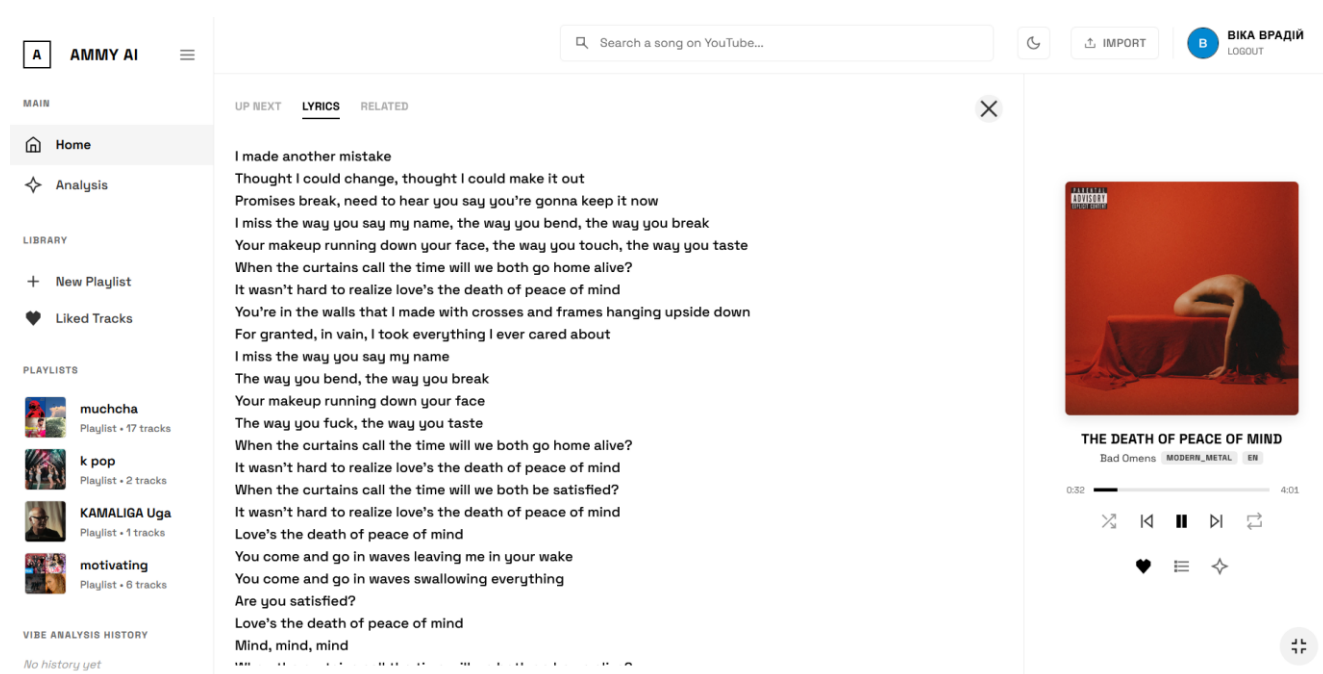 A
AMMY AI
Search a song on YouTube...
IMPORT
B
ВІКА ВРАДІЙ
LOGOUT
MAIN
Home
Analysis
LIBRARY
New Playlist
Liked Tracks
PLAYLISTS
muchcha
Playlist • 17 tracks
k pop
Playlist • 2 tracks
KAMALIGA Uga
Playlist • 1 tracks
motivating
Playlist • 6 tracks
VIBE ANALYSIS HISTORY
No history yet
UP NEXT LYRICS RELATED
I made another mistake
Thought I could change, thought I could make it out
Promises break, need to hear you say you're gonna keep it now
I miss the way you say my name, the way you bend, the way you break
Your makeup running down your face, the way you touch, the way you taste
When the curtains call the time will we both go home alive?
It wasn't hard to realize love's the death of peace of mind
You're in the walls that I made with crosses and frames hanging upside down
For granted, in vain, I took everything I ever cared about
I miss the way you say my name
The way you bend, the way you break
Your makeup running down your face
The way you fuck, the way you taste
When the curtains call the time will we both go home alive?
It wasn't hard to realize love's the death of peace of mind
When the curtains call the time will we both be satisfied?
It wasn't hard to realize love's the death of peace of mind
Love's the death of peace of mind
You come and go in waves leaving me in your wake
You come and go in waves swallowing everything
Are you satisfied?
Love's the death of peace of mind
Mind, mind, mind
PARENTAL
ADVISORY
EXPLICIT CONTENT
THE DEATH OF PEACE OF MIND
Bad Omens MODERN_METAL EN
0:32 4:01